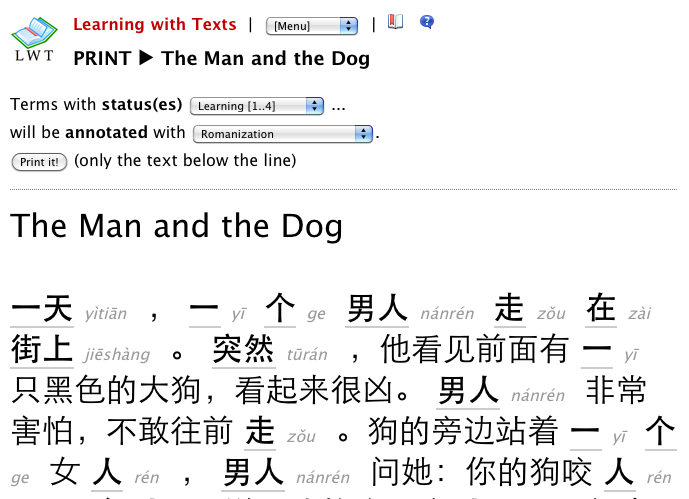 Learning with Texts | [Menu] |
LWT
PRINT ▶ The Man and the Dog
Terms with status(es) Learning [1..4] ...
will be annotated with Romanization .
Print it! (only the text below the line)
The Man and the Dog
一天 yìtiān , 一 yī 个 ge 男人 nánrén 走 zǒu 在 zài
街上 jiēshàng 。 突然 tūrán ,他看见前面有 一 yī
只黑色的大狗,看起来很凶。 男人 nánrén 非常
害怕,不敢往前 走 zǒu 。狗的旁边站着 一 yī 个
ge 女 人 rén , 男人 nánrén 问她:你的狗咬 人 rén